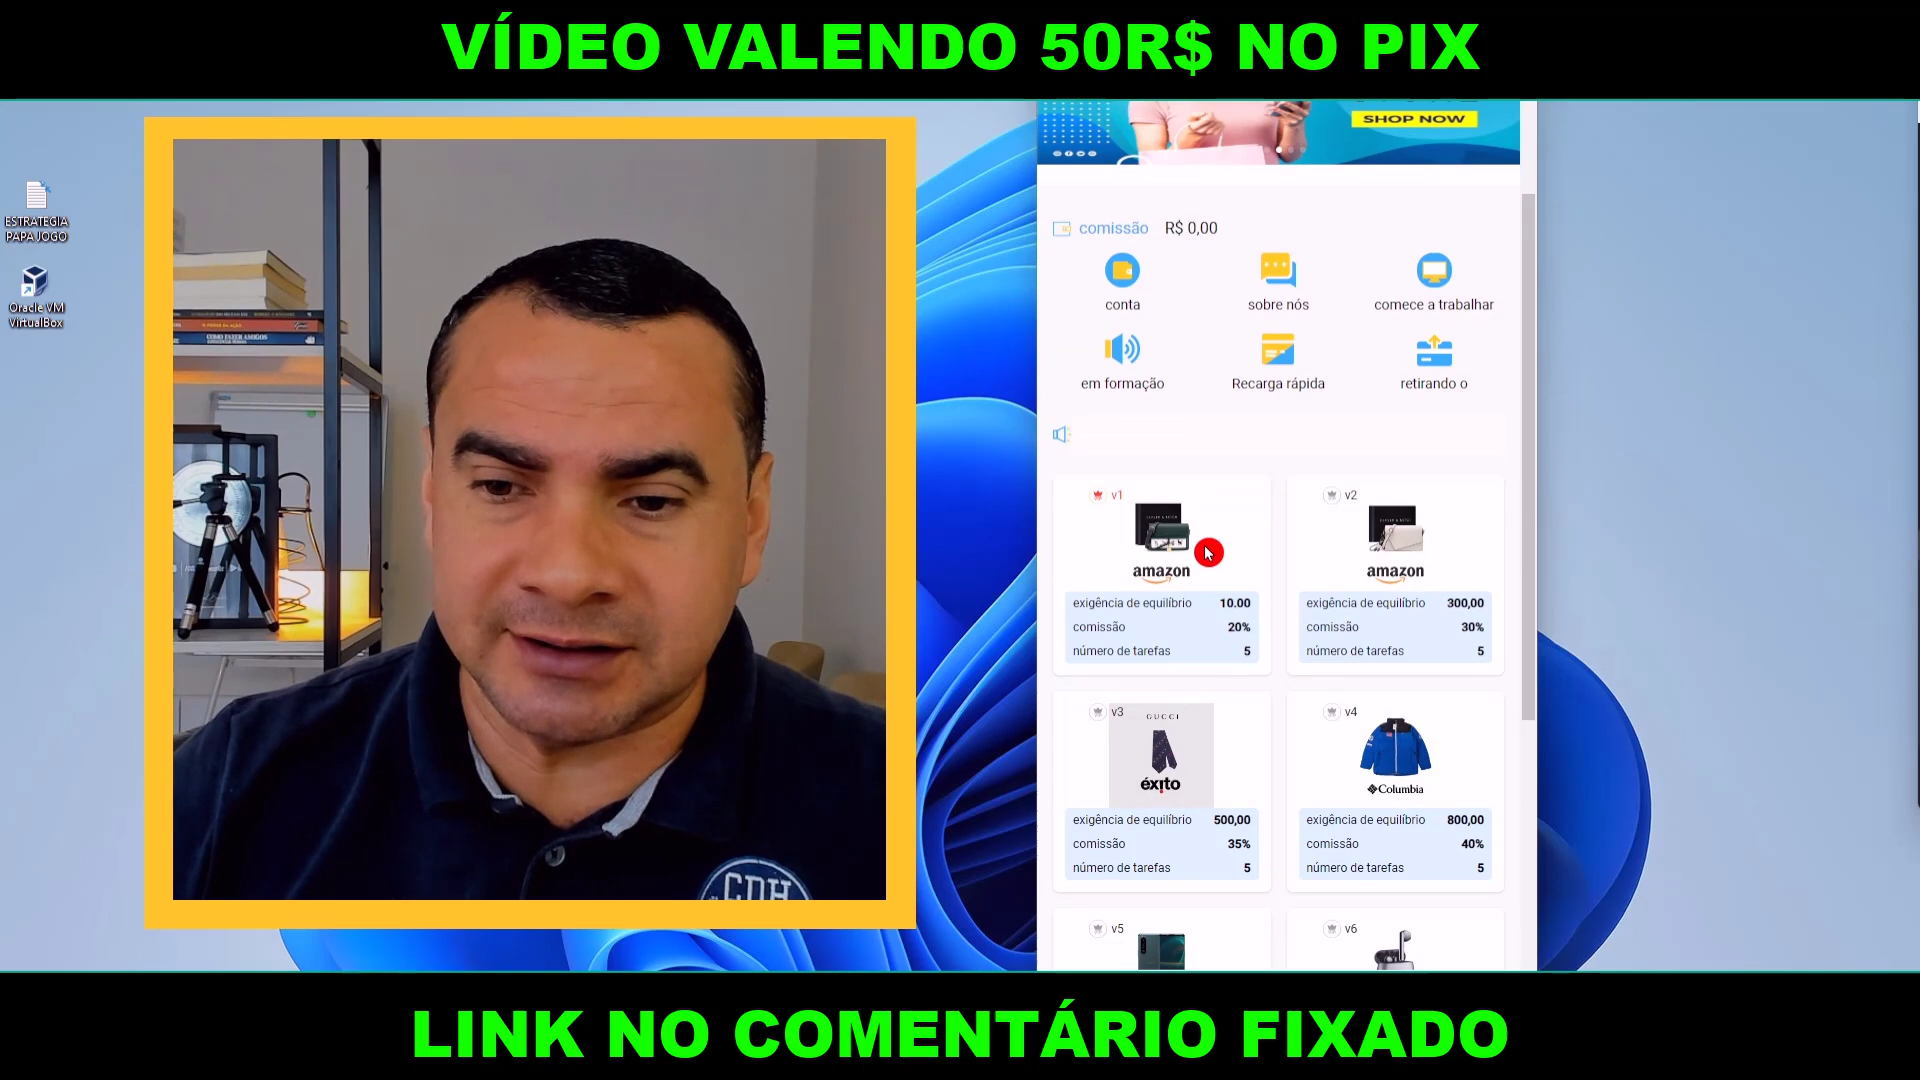 VÍDEO VALENDO 50R$ NO PIX
SHOP NOW
ESTRATEGIA
PAPA JOGO
Oracle VM
VirtualBox
COMO FAZER AMIGOS
CDH
comissão R$ 0,00
conta
sobre nós
comece a trabalhar
em formação
Recarga rápida
retirando o
v1
amazon
exigência de equilíbrio 10.00
comissão 20%
número de tarefas 5
v2
amazon
exigência de equilíbrio 300,00
comissão 30%
número de tarefas 5
v3
GUCCI
éxito
exigência de equilíbrio 500,00
comissão 35%
número de tarefas 5
v4
Columbia
exigência de equilíbrio 800,00
comissão 40%
número de tarefas 5
v5
v6
LINK NO COMENTÁRIO FIXADO